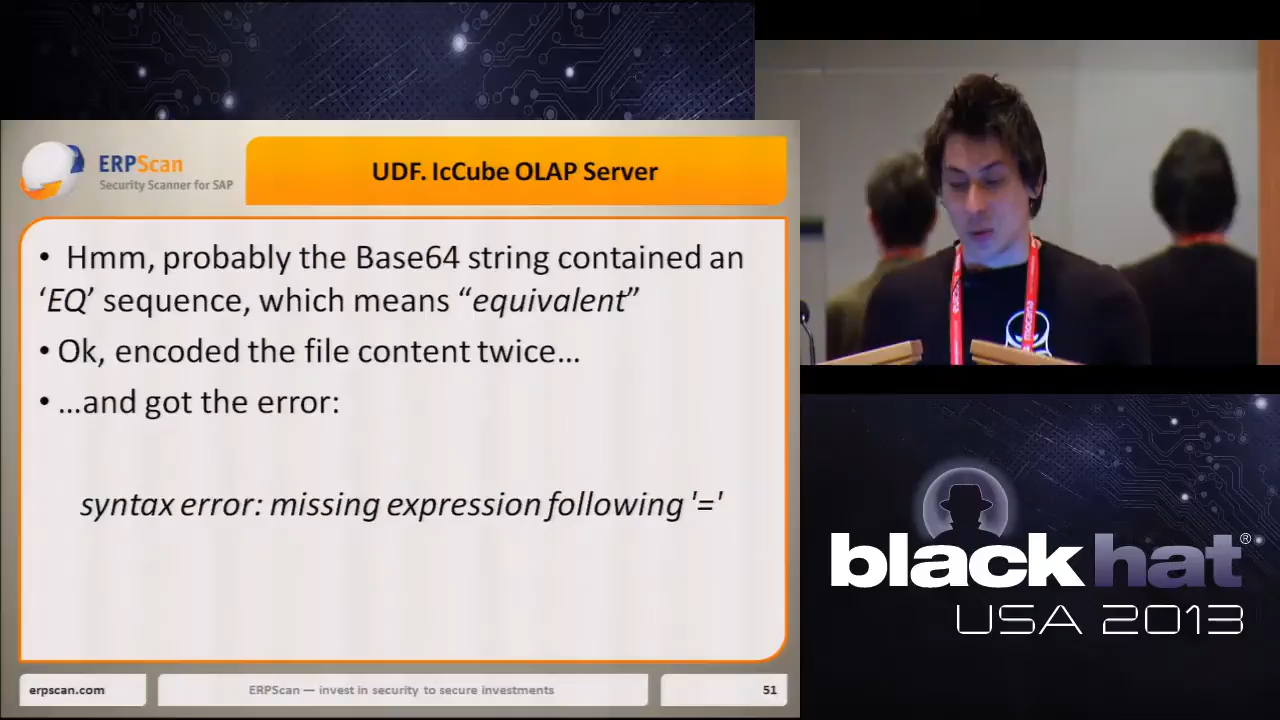 ERPScan
Security Scanner for SAP
UDF. IcCube OLAP Server
• Hmm, probably the Base64 string contained an
‘EQ’ sequence, which means “equivalent”
• Ok, encoded the file content twice…
• …and got the error:
syntax error: missing expression following '='
erpscan.com
ERPScan — invest in security to secure investments
51
mocana
black hat®
USA 2013